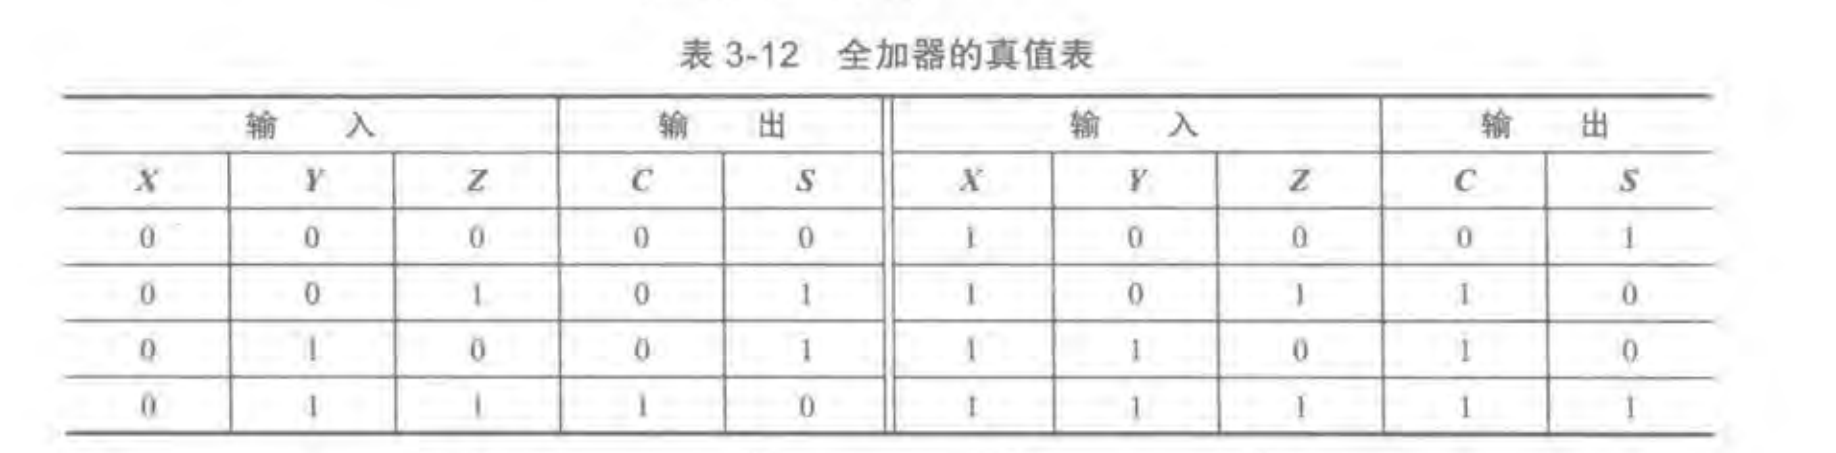 表 3-12 全加器的真值表
输 入 输 出 输 入 输 出
X Y Z C S X Y Z C S
0 0 0 0 0 1 0 0 0 1
0 0 1 0 1 1 0 1 1 0
0 1 0 0 1 1 1 0 1 0
0 1 1 1 0 1 1 1 1 1